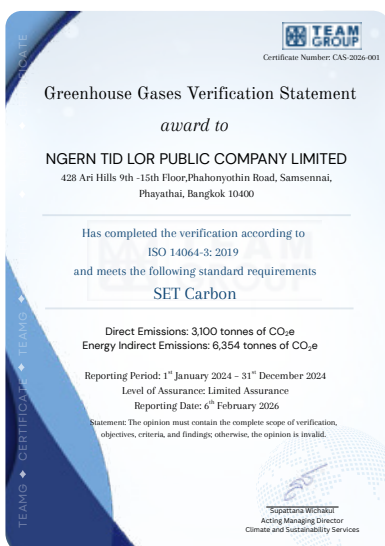 TEAM
GROUP
Certificate Number: CAS-2026-001
Greenhouse Gases Verification Statement
award to
NGERN TID LOR PUBLIC COMPANY LIMITED
428 Ari Hills 9th -15th Floor,Phahonyothin Road, Samsennai,
Phayathai, Bangkok 10400
Has completed the verification according to
ISO 14064-3: 2019
and meets the following standard requirements
SET Carbon
Direct Emissions: 3,100 tonnes of CO₂e
Energy Indirect Emissions: 6,354 tonnes of CO₂e
Reporting Period: 1st January 2024 – 31st December 2024
Level of Assurance: Limited Assurance
Reporting Date: 6th February 2026
Statement: The opinion must contain the complete scope of verification,
objectives, criteria, and findings; otherwise, the opinion is invalid.
Supattana Wichakul
Acting Managing Director
Climate and Sustainability Services
TEAMG ◆ CERTIFICATE ◆ TEAMG ◆
CERTIFICATE